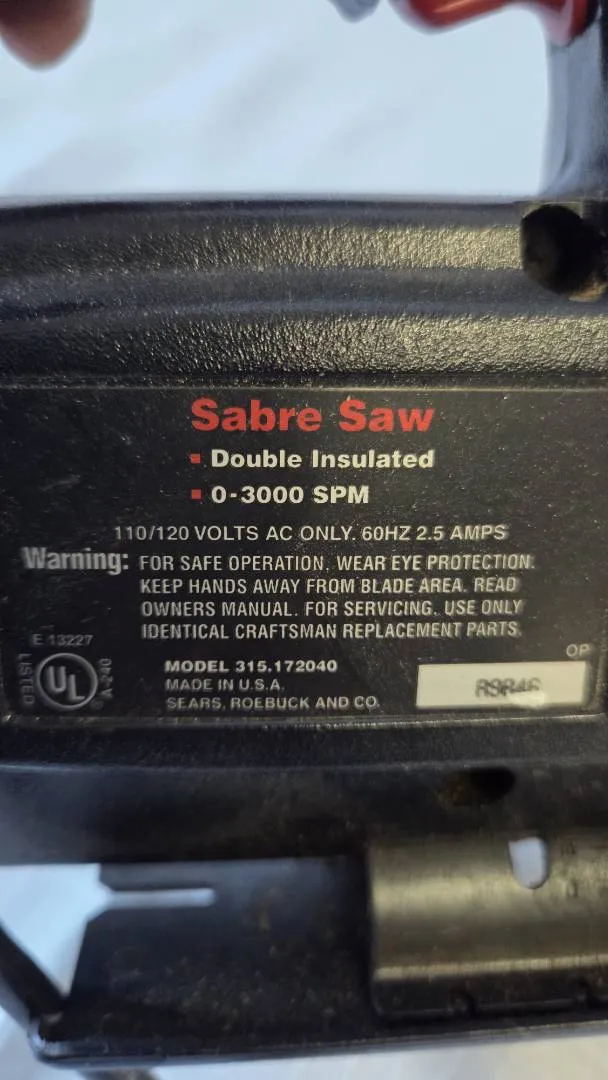 Sabre Saw
▪ Double Insulated
▪ 0-3000 SPM
110/120 VOLTS AC ONLY. 60HZ 2.5 AMPS
Warning: FOR SAFE OPERATION. WEAR EYE PROTECTION.
KEEP HANDS AWAY FROM BLADE AREA. READ
OWNERS MANUAL. FOR SERVICING. USE ONLY
IDENTICAL CRAFTSMAN REPLACEMENT PARTS.
E 13227
LISTED UL A-240
MODEL 315.172040
MADE IN U.S.A.
SEARS, ROEBUCK AND CO.
OP